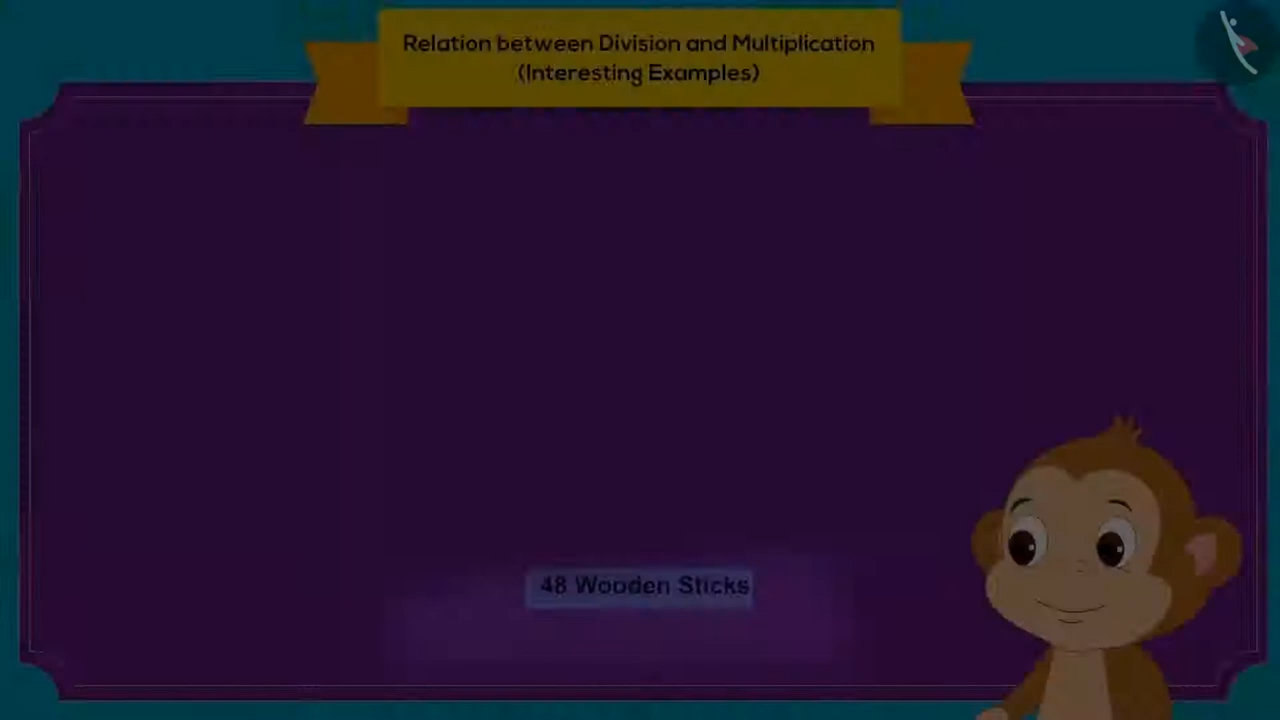 Relation between Division and Multiplication
(Interesting Examples)
48 Wooden Sticks